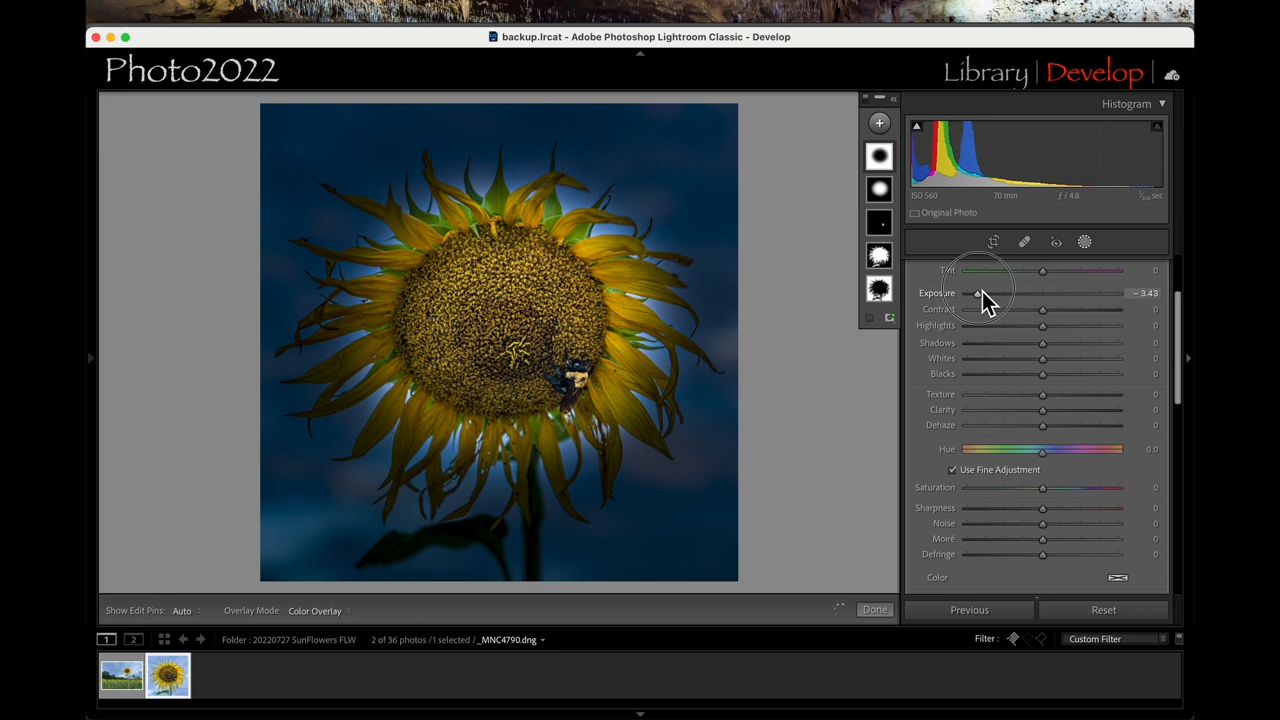 backup.lrcat - Adobe Photoshop Lightroom Classic - Develop
Photo2022
Library | Develop |
Histogram
ISO 560 70 mm ƒ / 4.8 sec
Original Photo
Tint 0
Exposure – 3.43
Contrast 0
Highlights 0
Shadows 0
Whites 0
Blacks 0
Texture 0
Clarity 0
Dehaze 0
Hue 0.0
Use Fine Adjustment
Saturation 0
Sharpness 0
Noise 0
Moiré 0
Defringe 0
Color
Show Edit Pins: Auto Overlay Mode: Color Overlay Done
Previous Reset
1 2 Folder : 20220727 SunFlowers FLW 2 of 36 photos /1 selected /_MNC4790.dng Filter : Custom Filter